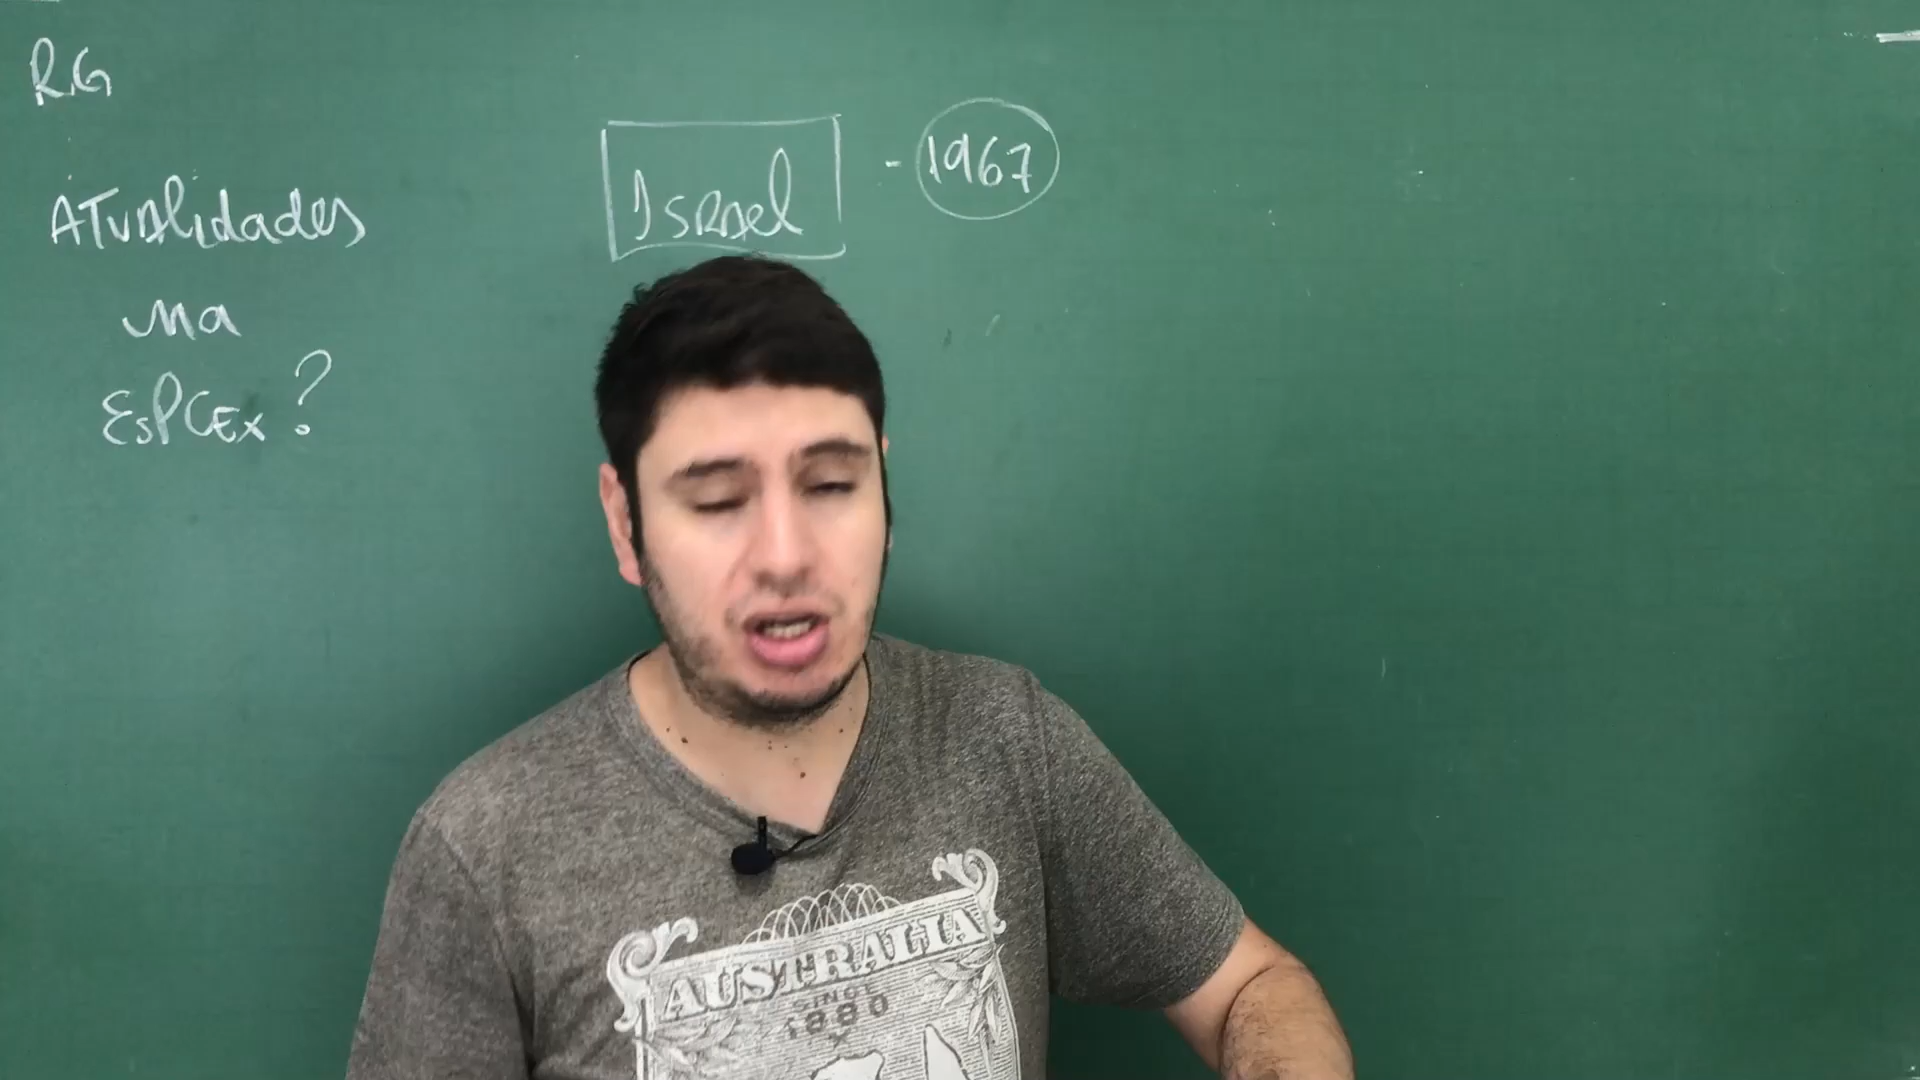 RG
ATUAlidades
na
EsPCEx?
ISRAel
- 1967
AUSTRALIA
SINCE
1880